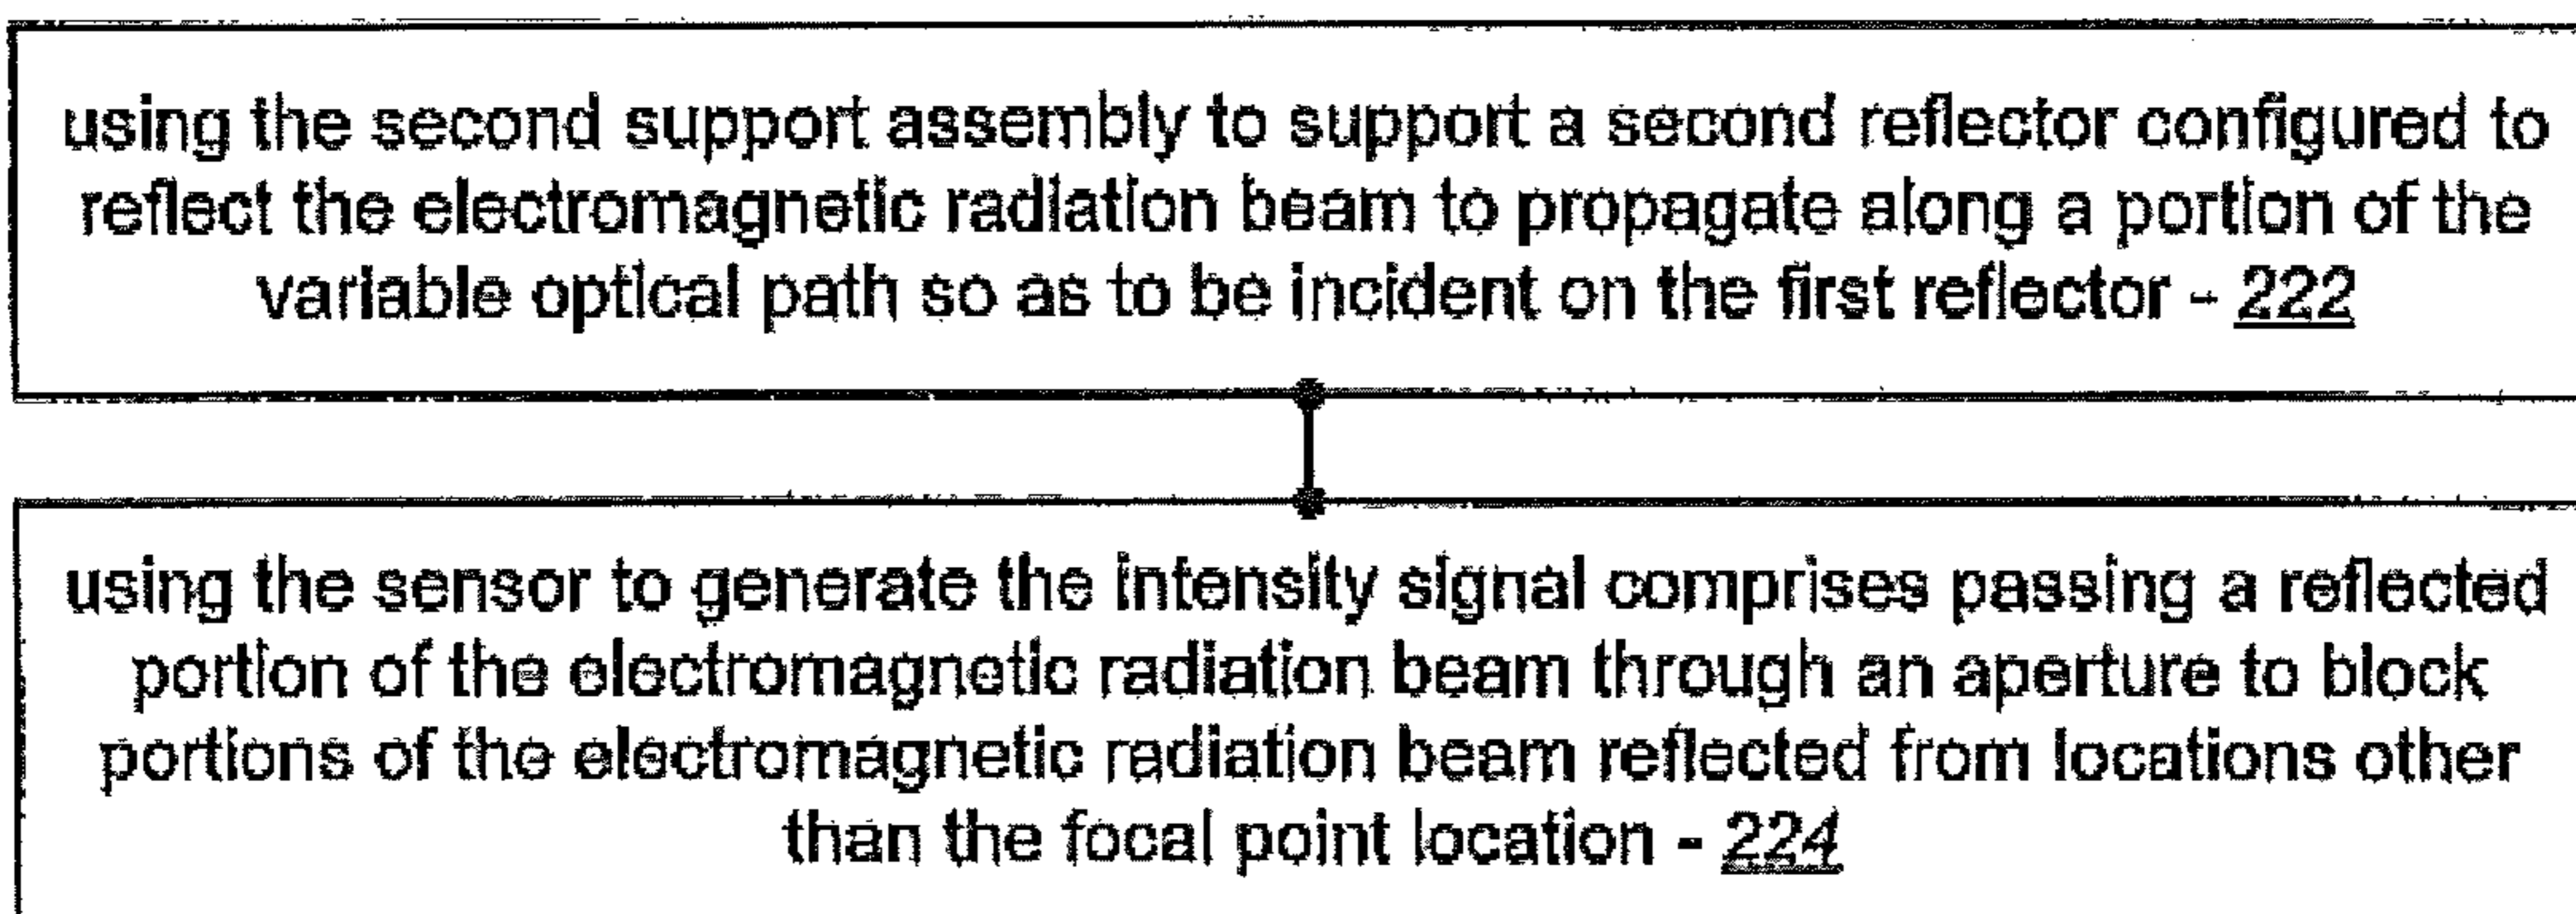 using the second support assembly to support a second reflector configured to
reflect the electromagnetic radiation beam to propagate along a portion of the
variable optical path so as to be incident on the first reflector - 222
using the sensor to generate the intensity signal comprises passing a reflected
portion of the electromagnetic radiation beam through an aperture to block
portions of the electromagnetic radiation beam reflected from locations other
than the focal point location - 224